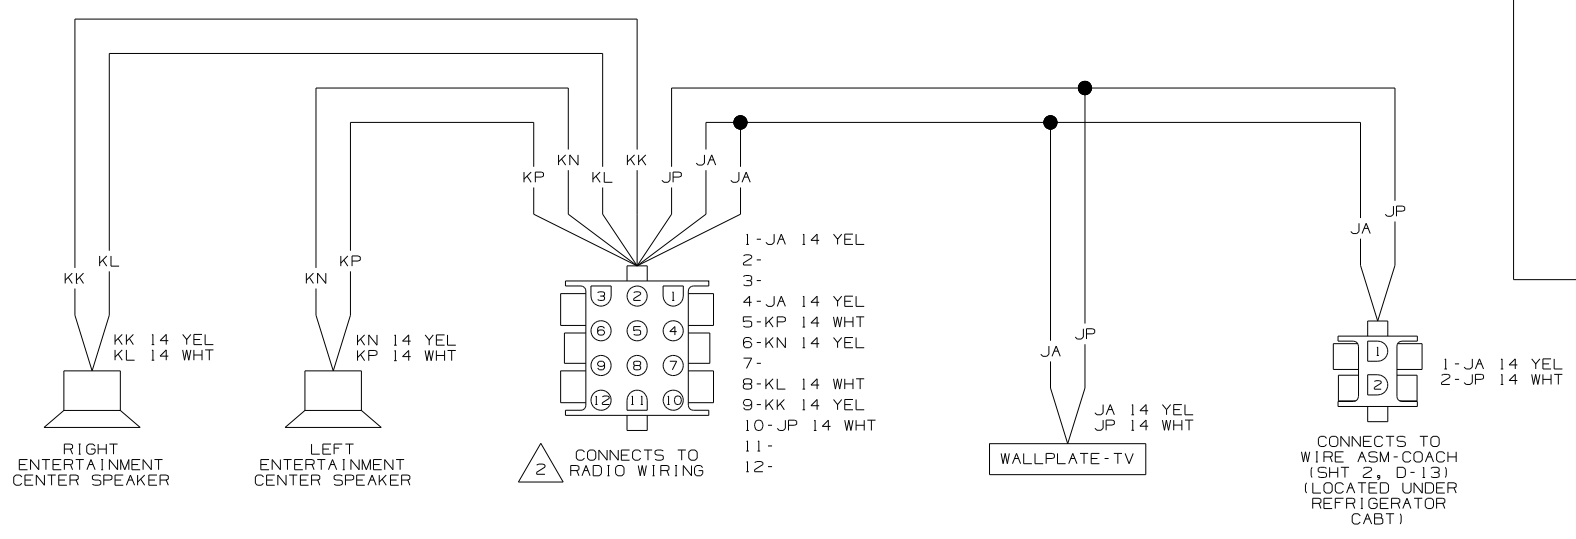 KK
KL
KN
KP
KP
KN
KL
KK
JP
JA
JA
JA
JP
JA
JP
KK 14 YEL
KL 14 WHT
RIGHT
ENTERTAINMENT
CENTER SPEAKER
KN 14 YEL
KP 14 WHT
LEFT
ENTERTAINMENT
CENTER SPEAKER
3 2 1
6 5 4
9 8 7
12 11 10
2
CONNECTS TO
RADIO WIRING
1-JA 14 YEL
2-
3-
4-JA 14 YEL
5-KP 14 WHT
6-KN 14 YEL
7-
8-KL 14 WHT
9-KK 14 YEL
10-JP 14 WHT
11-
12-
JA 14 YEL
JP 14 WHT
WALLPLATE-TV
1
2
1-JA 14 YEL
2-JP 14 WHT
CONNECTS TO
WIRE ASM-COACH
(SHT 2, D-13)
(LOCATED UNDER
REFRIGERATOR
CABT)